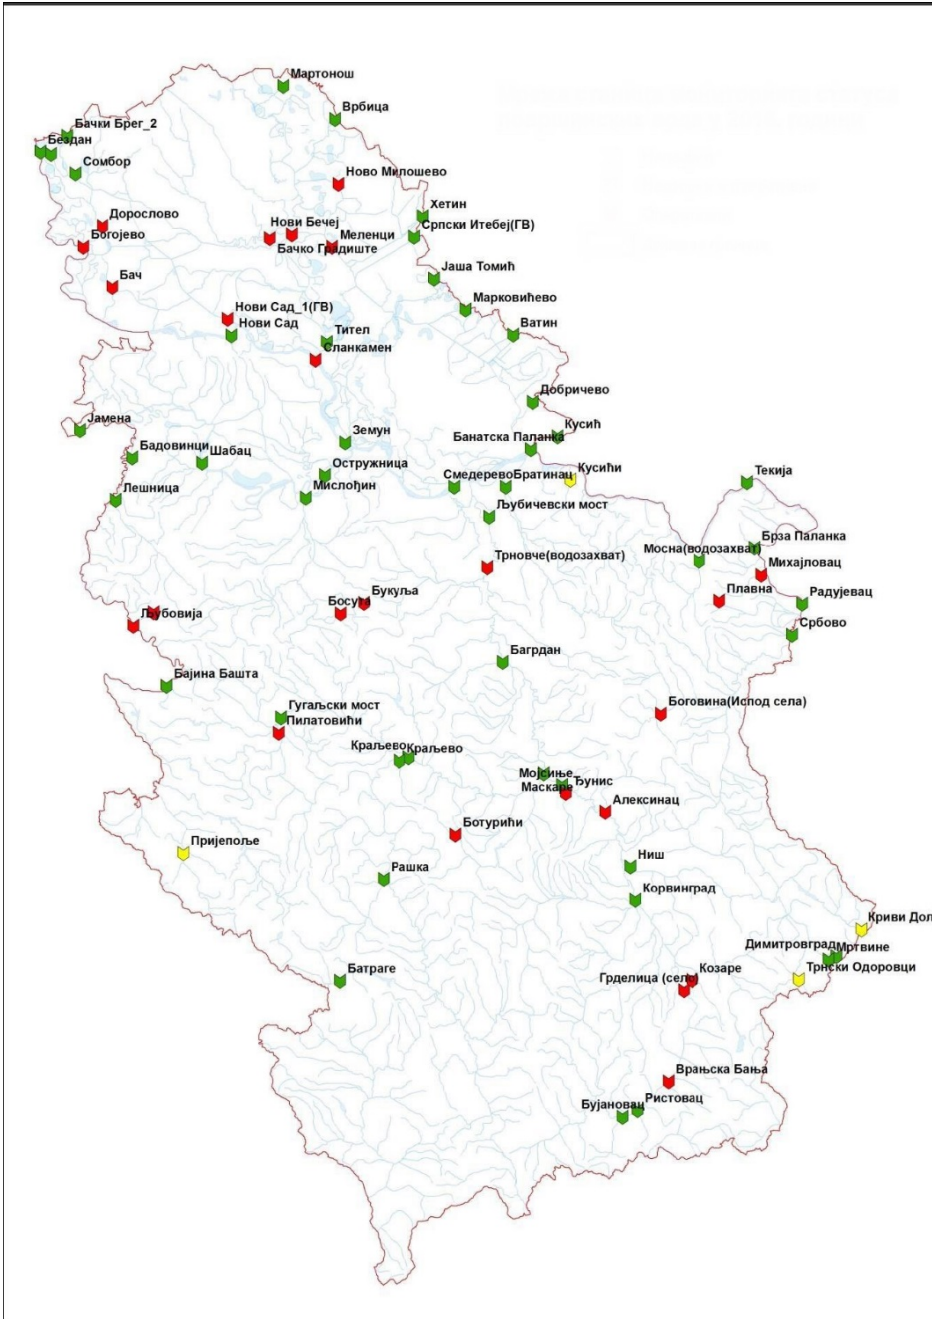 Мартонош
Врбица
Бачки Брег_2
Бездан
Сомбор
Ново Милошево
Хетин
Дорослово
Нови Бечеј
Српски Итебеј(ГВ)
Богојево
Меленци
Бачко Градиште
Бач
Јаша Томић
Марковићево
Нови Сад_1(ГВ)
Нови Сад
Ватин
Тител
Сланкамен
Добричево
Јамена
Кусић
Земун
Банатска Паланка
Бадовинци
Шабац
Остружница
Смедерево
Братинац
Кусићи
Текија
Мислођин
Лешница
Љубичевски мост
Брза Паланка
Мосна(водозахват)
Трновче(водозахват)
Михајловац
Плавна
Букуља
Босута
Радујевац
Љубовија
Србово
Багрдан
Бајина Башта
Гугаљски мост
Боговина(Испод села)
Пилатовићи
Краљево
Краљево
Мојсиње
Ђунис
Маскаре
Алексинац
Ботурићи
Пријепоље
Рашка
Ниш
Корвинград
Криви Дол
Димитровград
Мртвине
Батраге
Козаре
Грделица (село)
Трнски Одоровци
Врањска Бања
Бујановац
Ристовац